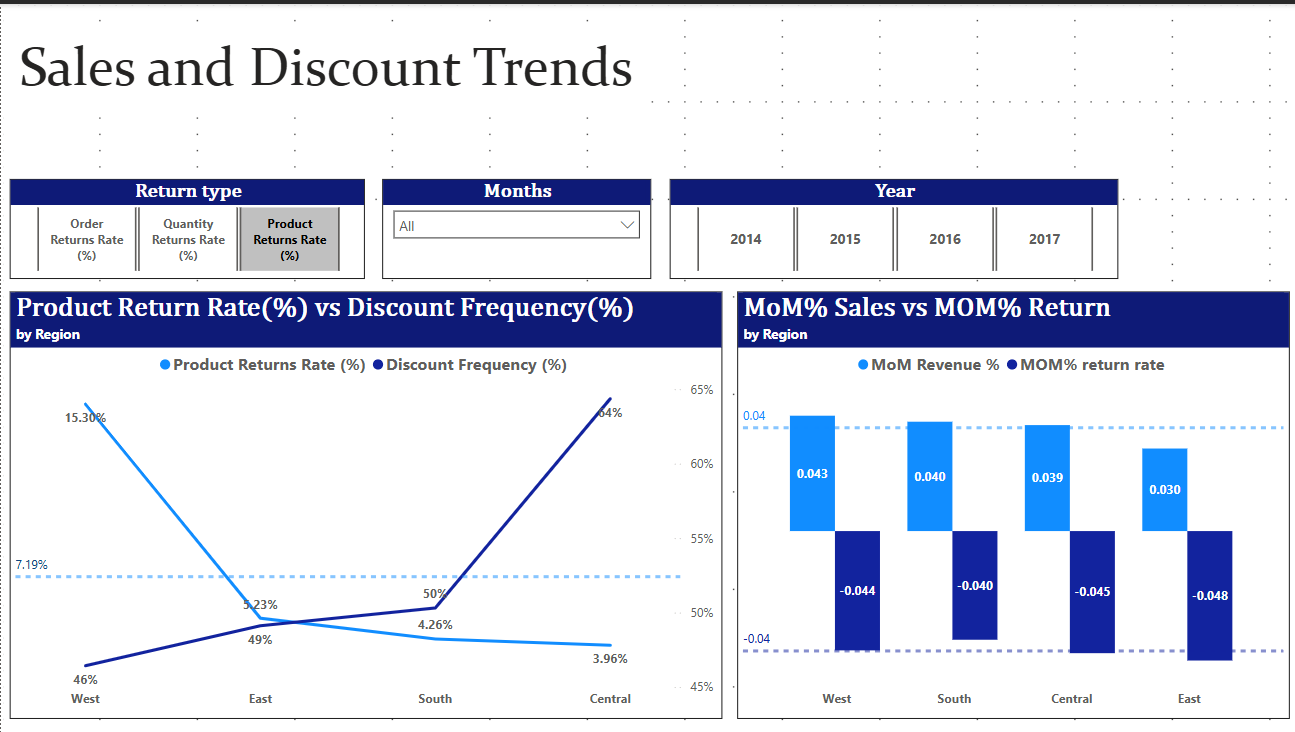 Sales and Discount Trends
Return type
Order
Returns Rate
(%)
Quantity
Returns Rate
(%)
Product
Returns Rate
(%)
Months
All
Year
2014
2015
2016
2017
Product Return Rate(%) vs Discount Frequency(%)
by Region
Product Returns Rate (%)
Discount Frequency (%)
15.30%
5.23%
4.26%
3.96%
46%
49%
50%
64%
7.19%
65%
60%
55%
50%
45%
West
East
South
Central
MoM% Sales vs MOM% Return
by Region
MoM Revenue %
MOM% return rate
0.04
0.043
0.040
0.039
0.030
-0.044
-0.040
-0.045
-0.048
-0.04
West
South
Central
East